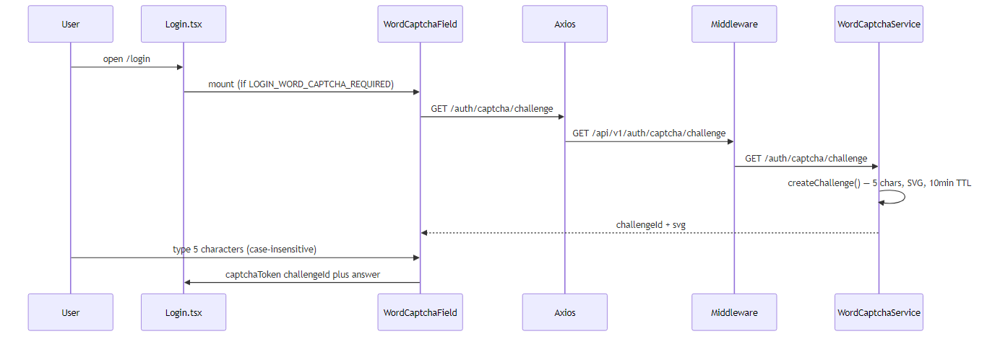 User
Login.tsx
WordCaptchaField
Axios
Middleware
WordCaptchaService
open /login
mount (if LOGIN_WORD_CAPTCHA_REQUIRED)
GET /auth/captcha/challenge
GET /api/v1/auth/captcha/challenge
GET /auth/captcha/challenge
createChallenge() — 5 chars, SVG, 10min TTL
challengeId + svg
type 5 characters (case-insensitive)
captchaToken challengeId plus answer
User
Login.tsx
WordCaptchaField
Axios
Middleware
WordCaptchaService